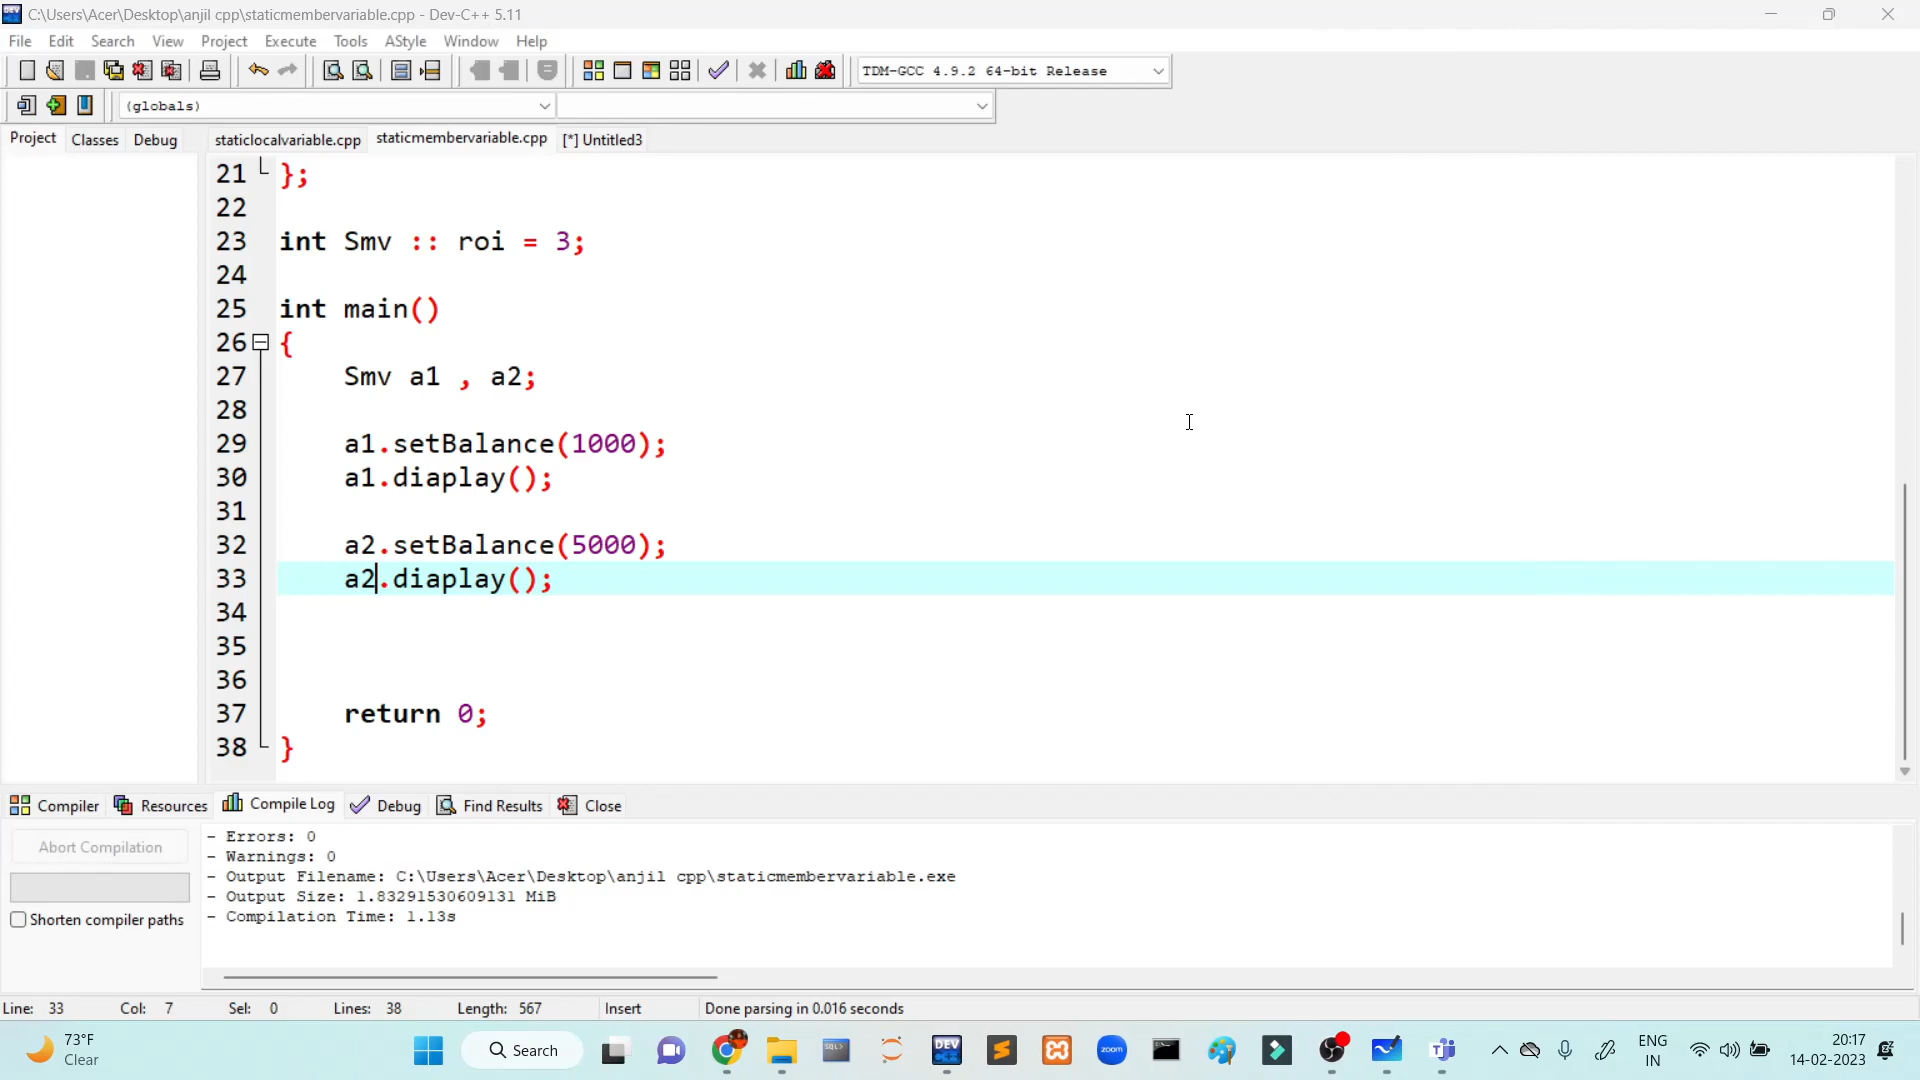 C:\Users\Acer\Desktop\anjil cpp\staticmembervariable.cpp - Dev-C++ 5.11
File Edit Search View Project Execute Tools AStyle Window Help
TDM-GCC 4.9.2 64-bit Release
(globals)
Project Classes Debug staticlocalvariable.cpp staticmembervariable.cpp [*] Untitled3
21 };
22
23 int Smv :: roi = 3;
24
25 int main()
26 {
27 Smv a1 , a2;
28
29 a1.setBalance(1000);
30 a1.diaplay();
31
32 a2.setBalance(5000);
33 a2.diaplay();
34
35
36
37 return 0;
38 }
Compiler Resources Compile Log Debug Find Results Close
Abort Compilation
Shorten compiler paths
- Errors: 0
- Warnings: 0
- Output Filename: C:\Users\Acer\Desktop\anjil cpp\staticmembervariable.exe
- Output Size: 1.83291530609131 MiB
- Compilation Time: 1.13s
Line: 33 Col: 7 Sel: 0 Lines: 38 Length: 567 Insert Done parsing in 0.016 seconds
73°F
Clear
Search
DEV
zoom
ENG
IN
20:17
14-02-2023